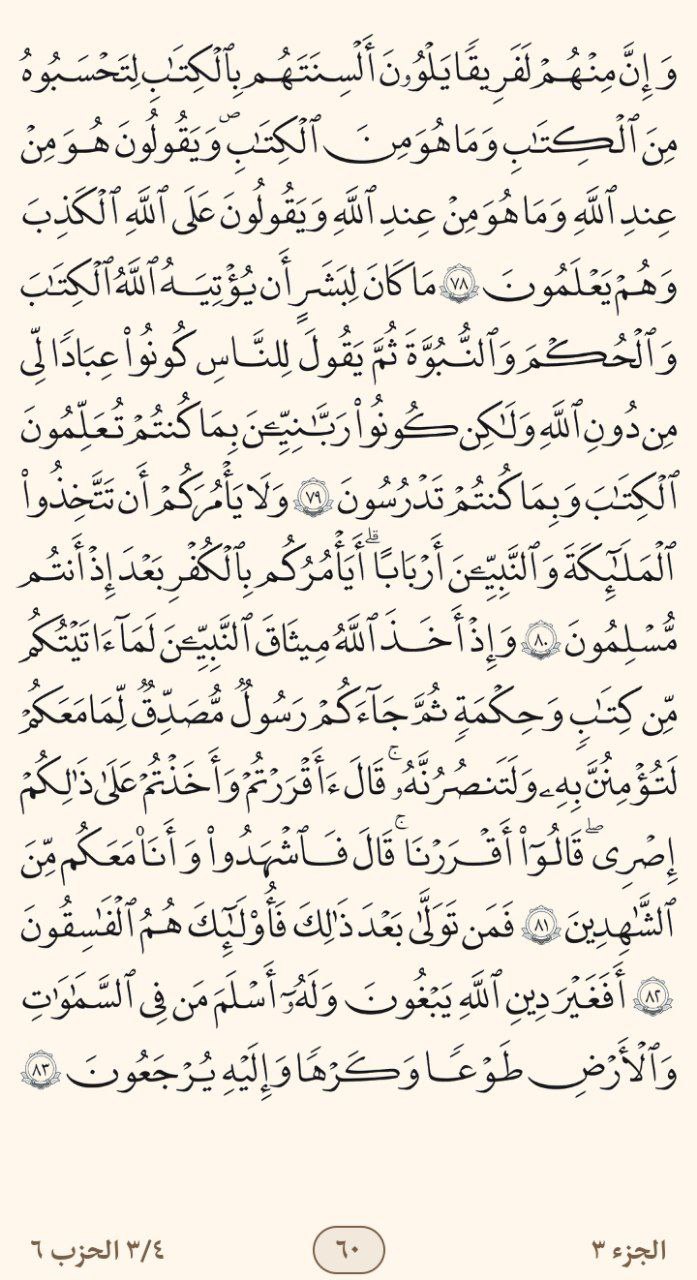 وَإِنَّ مِنْهُمْ لَفَرِيقًا يَلْوُۥنَ أَلْسِنَتَهُم بِٱلْكِتَٰبِ لِتَحْسَبُوهُ
مِنَ ٱلْكِتَٰبِ وَمَا هُوَ مِنَ ٱلْكِتَٰبِ ۖ وَيَقُولُونَ هُوَ مِنْ
عِندِ ٱللَّهِ وَمَا هُوَ مِنْ عِندِ ٱللَّهِ وَيَقُولُونَ عَلَى ٱللَّهِ ٱلْكَذِبَ
وَهُمْ يَعْلَمُونَ ٧٨ مَا كَانَ لِبَشَرٍ أَن يُؤْتِيَهُ ٱللَّهُ ٱلْكِتَٰبَ
وَٱلْحُكْمَ وَٱلنُّبُوَّةَ ثُمَّ يَقُولَ لِلنَّاسِ كُونُوا۟ عِبَادًا لِّى
مِن دُونِ ٱللَّهِ وَلَٰكِن كُونُوا۟ رَبَّٰنِيِّۦنَ بِمَا كُنتُمْ تُعَلِّمُونَ
ٱلْكِتَٰبَ وَبِمَا كُنتُمْ تَدْرُسُونَ ٧٩ وَلَا يَأْمُرَكُمْ أَن تَتَّخِذُوا۟
ٱلْمَلَٰٓئِكَةَ وَٱلنَّبِيِّۦنَ أَرْبَابًا ۗ أَيَأْمُرُكُم بِٱلْكُفْرِ بَعْدَ إِذْ أَنتُم
مُّسْلِمُونَ ٨٠ وَإِذْ أَخَذَ ٱللَّهُ مِيثَٰقَ ٱلنَّبِيِّۦنَ لَمَآ ءَاتَيْتُكُم
مِّن كِتَٰبٍ وَحِكْمَةٍ ثُمَّ جَآءَكُمْ رَسُولٌ مُّصَدِّقٌ لِّمَا مَعَكُمْ
لَتُؤْمِنُنَّ بِهِۦ وَلَتَنصُرُنَّهُۥ ۚ قَالَ ءَأَقْرَرْتُمْ وَأَخَذْتُمْ عَلَىٰ ذَٰلِكُمْ
إِصْرِى ۖ قَالُوٓا۟ أَقْرَرْنَا ۚ قَالَ فَٱشْهَدُوا۟ وَأَنَا۠ مَعَكُم مِّنَ
ٱلشَّٰهِدِينَ ٨١ فَمَن تَوَلَّىٰ بَعْدَ ذَٰلِكَ فَأُو۟لَٰٓئِكَ هُمُ ٱلْفَٰسِقُونَ
٨٢ أَفَغَيْرَ دِينِ ٱللَّهِ يَبْغُونَ وَلَهُۥٓ أَسْلَمَ مَن فِى ٱلسَّمَٰوَٰتِ
وَٱلْأَرْضِ طَوْعًا وَكَرْهًا وَإِلَيْهِ يُرْجَعُونَ ٨٣
الجزء ٣
٦٠
٣/٤ الحزب ٦